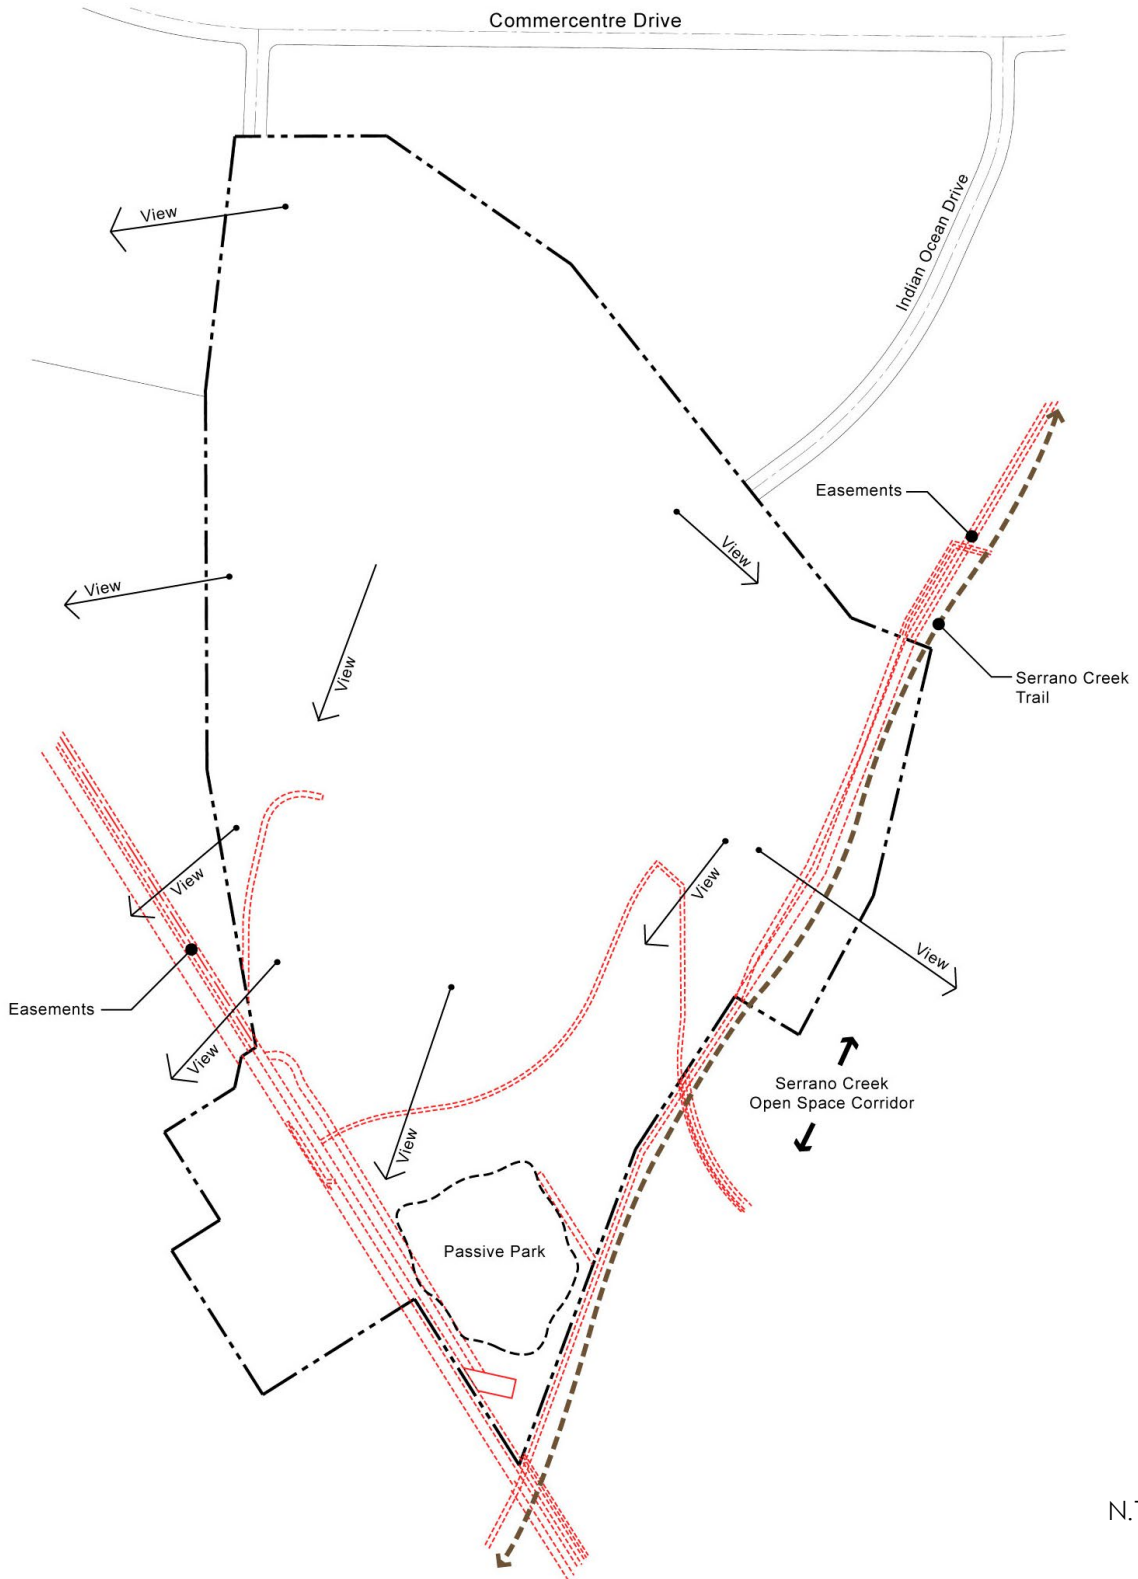 Commercentre Drive
View
Indian Ocean Drive
Easements
View
View
View
Serrano Creek
Trail
View
View
View
Easements
View
Serrano Creek
Open Space Corridor
View
Passive Park